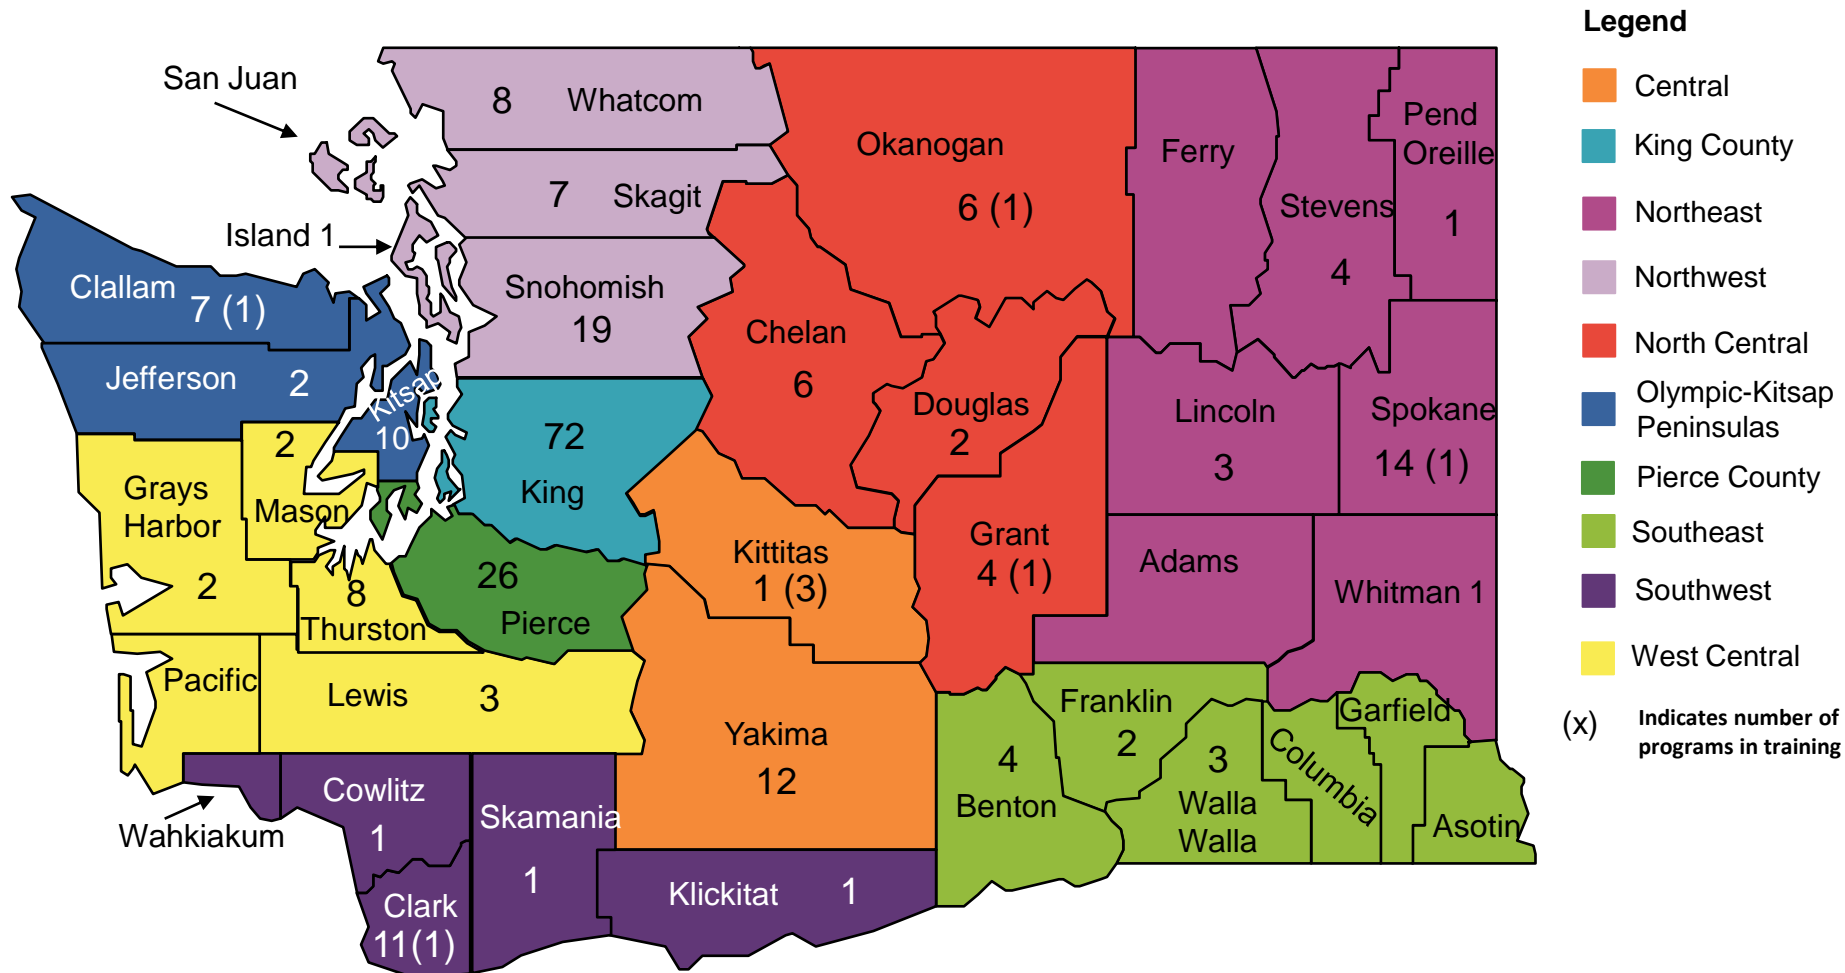 Legend
Central
King County
Northeast
Northwest
North Central
Olympic-Kitsap
Peninsulas
Pierce County
Southeast
Southwest
West Central
(x)
Indicates number of
programs in training
San Juan
8 Whatcom
7 Skagit
Island 1
Snohomish
19
Okanogan
6 (1)
Ferry
Stevens
4
Pend
Oreille
1
Clallam
7 (1)
Jefferson 2
Kitsap
10
Chelan
6
Douglas
2
Lincoln
3
Spokane
14 (1)
72
King
2
Mason
Grays
Harbor
2
8
Thurston
26
Pierce
Kittitas
1 (3)
Grant
4 (1)
Adams
Whitman 1
Pacific
Lewis 3
Yakima
12
Franklin
2
4
Benton
3
Walla
Walla
Columbia
Garfield
Asotin
Wahkiakum
Cowlitz
1
Skamania
1
Clark
11(1)
Klickitat 1